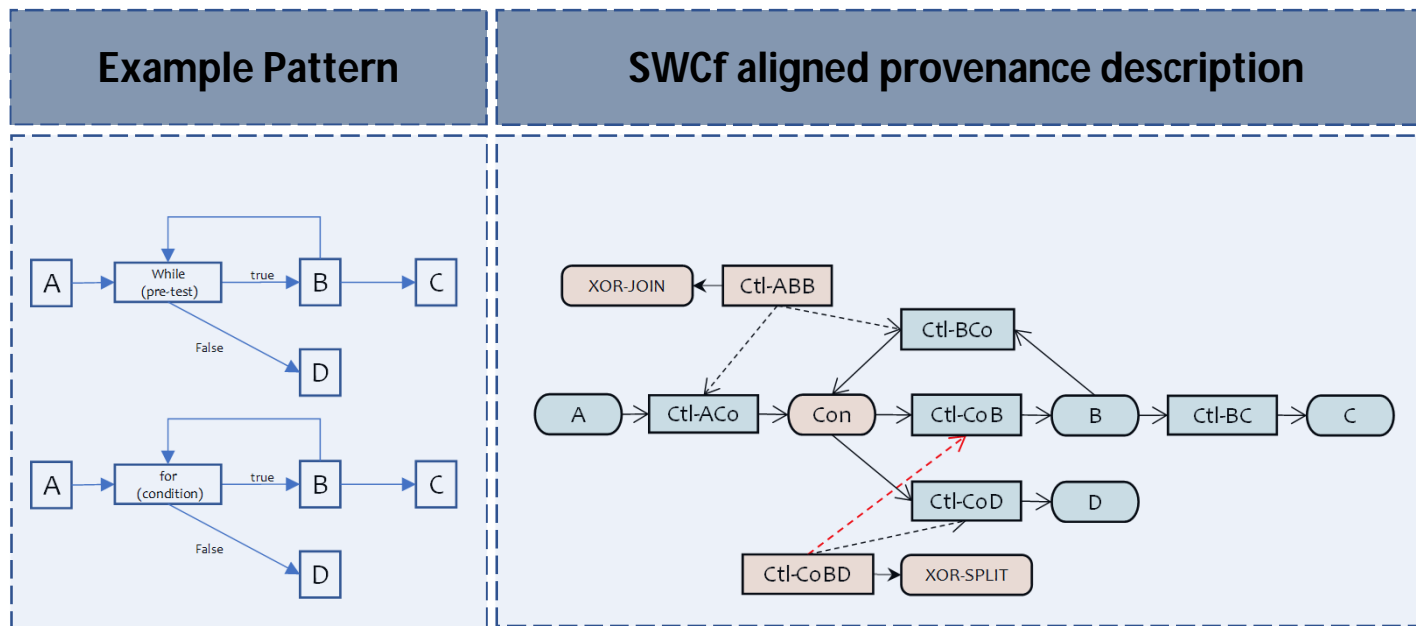 Example Pattern
SWCf aligned provenance description
A
While
(pre-test)
true
B
C
False
D
A
for
(condition)
true
B
C
False
D
XOR-JOIN
Ctl-ABB
Ctl-BCo
A
Ctl-ACo
Con
Ctl-CoB
B
Ctl-BC
C
Ctl-CoD
D
Ctl-CoBD
XOR-SPLIT